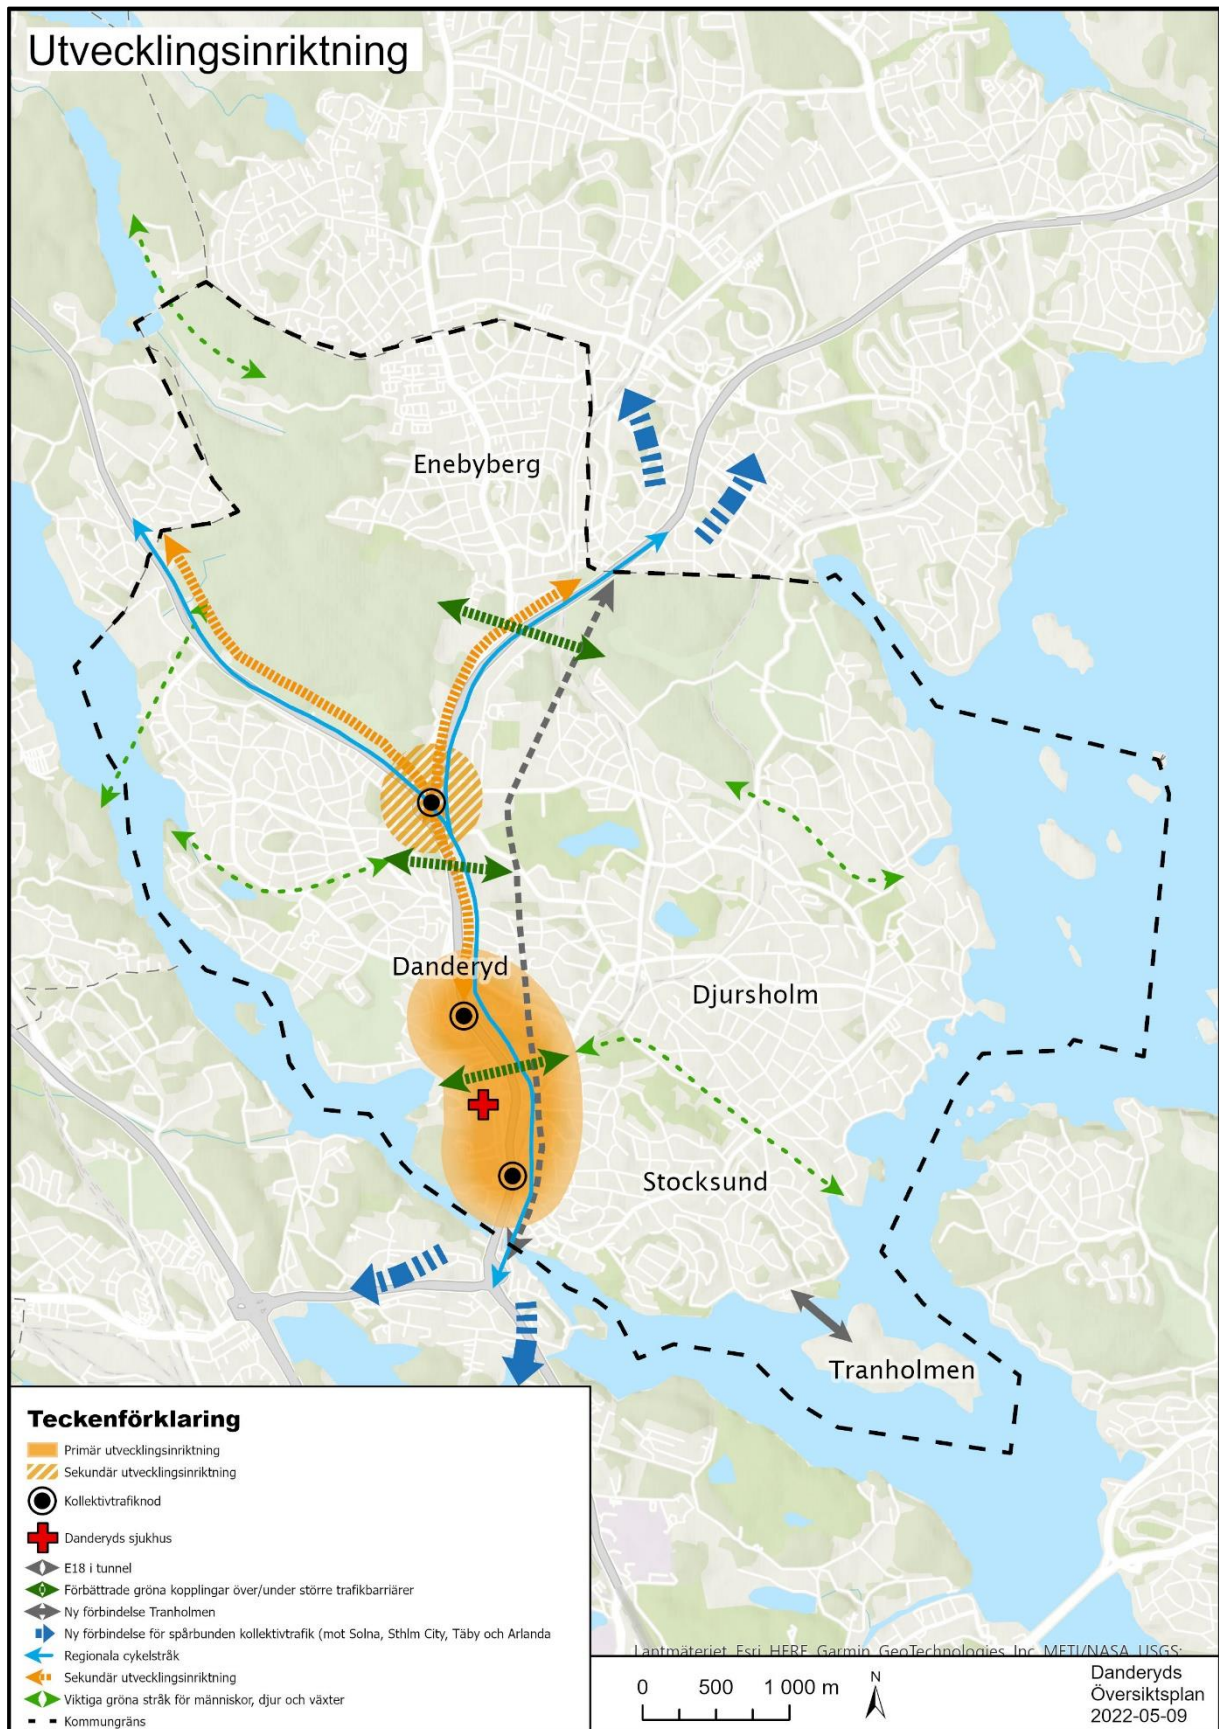 Utvecklingsinriktning
Enebyberg
Danderyd
Djursholm
Stocksund
Tranholmen
Teckenförklaring
Primär utvecklingsinriktning
Sekundär utvecklingsinriktning
Kollektivtrafiknod
Danderyds sjukhus
E18 i tunnel
Förbättrade gröna kopplingar över/under större trafikbarriärer
Ny förbindelse Tranholmen
Ny förbindelse för spårbunden kollektivtrafik (mot Solna, Sthlm City, Täby och Arlanda
Regionala cykelstråk
Sekundär utvecklingsinriktning
Viktiga gröna stråk för människor, djur och växter
Kommungräns
Lantmäteriet, Esri, HERE, Garmin, GeoTechnologies, Inc, METI/NASA, USGS;
0 500 1 000 m
N
Danderyds
Översiktsplan
2022-05-09